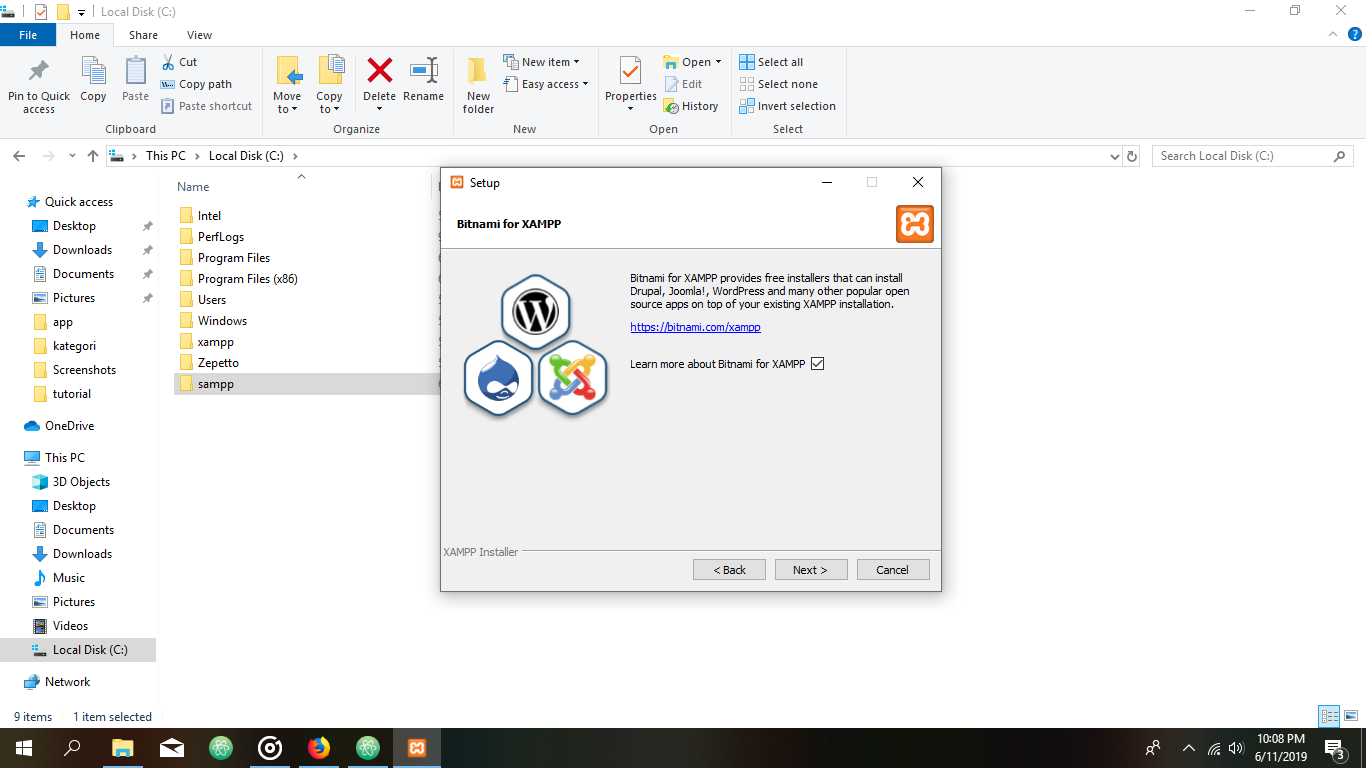 Local Disk (C:)
File Home Share View
Pin to Quick access
Copy
Paste
Cut
Copy path
Paste shortcut
Clipboard
Move to
Copy to
Delete
Rename
Organize
New folder
New item
Easy access
New
Properties
Open
Edit
History
Open
Select all
Select none
Invert selection
Select
This PC > Local Disk (C:) >
Search Local Disk (C:)
Quick access
Desktop
Downloads
Documents
Pictures
app
kategori
Screenshots
tutorial
OneDrive
This PC
3D Objects
Desktop
Documents
Downloads
Music
Pictures
Videos
Local Disk (C:)
Network
Name
Intel
PerfLogs
Program Files
Program Files (x86)
Users
Windows
xampp
Zepetto
sampp
Setup
Bitnami for XAMPP
Bitnami for XAMPP provides free installers that can install
Drupal, Joomla!, WordPress and many other popular open
source apps on top of your existing XAMPP installation.
https://bitnami.com/xampp
Learn more about Bitnami for XAMPP
XAMPP Installer
< Back Next > Cancel
9 items 1 item selected
10:08 PM
6/11/2019
3